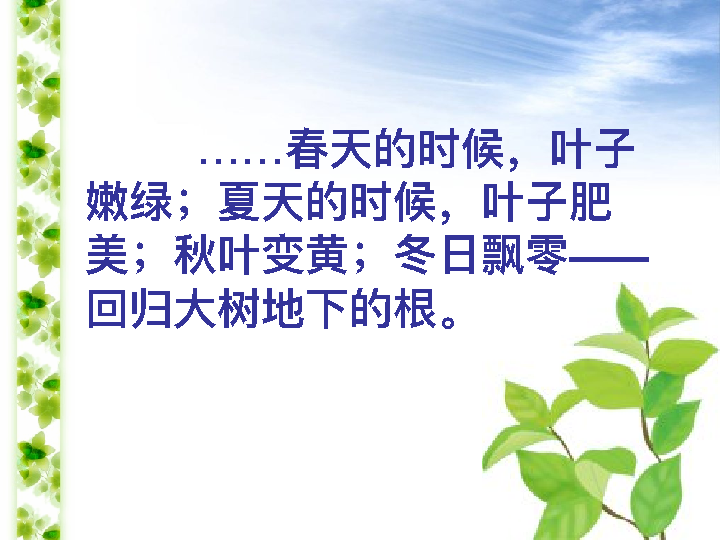 ……春天的时候，叶子
嫩绿；夏天的时候，叶子肥
美；秋叶变黄；冬日飘零——
回归大树地下的根。